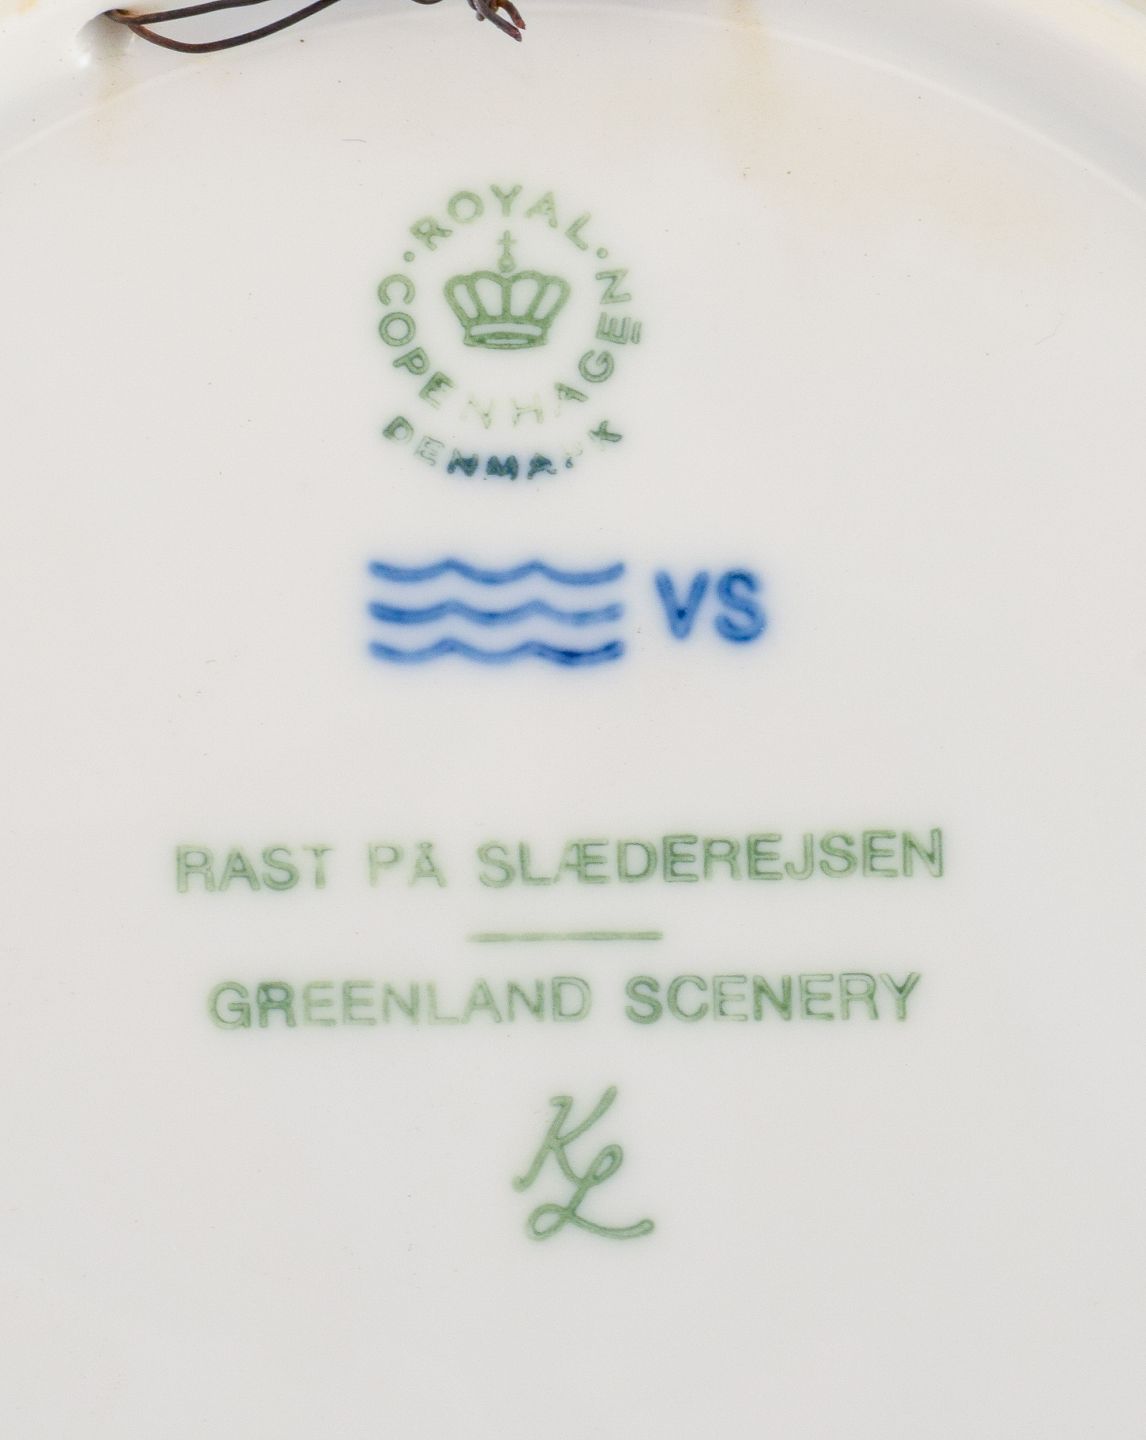 ROYAL
COPENHAGEN
DENMARK
VS
RAST PÅ SLÆDEREJSEN
GREENLAND SCENERY
KL